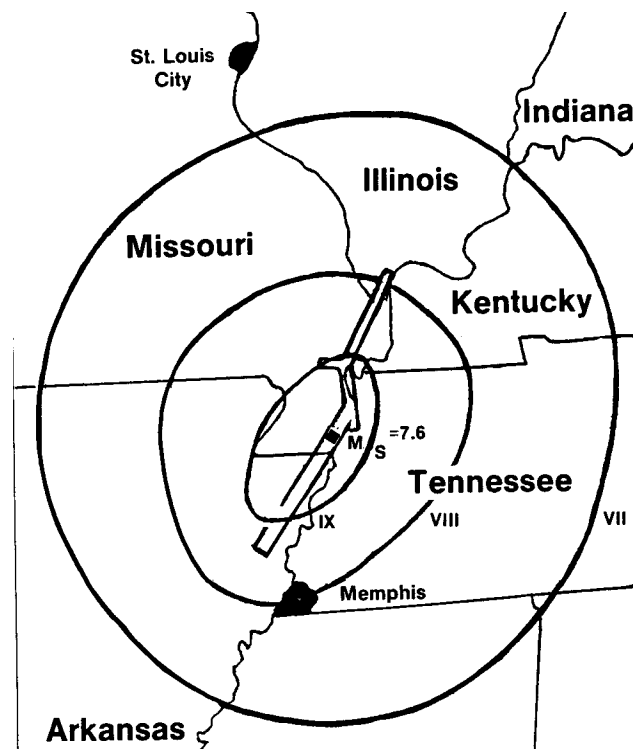 St. Louis
City
Indiana
Illinois
Missouri
Kentucky
M
S
=7.6
Tennessee
IX
VIII
VII
Memphis
Arkansas